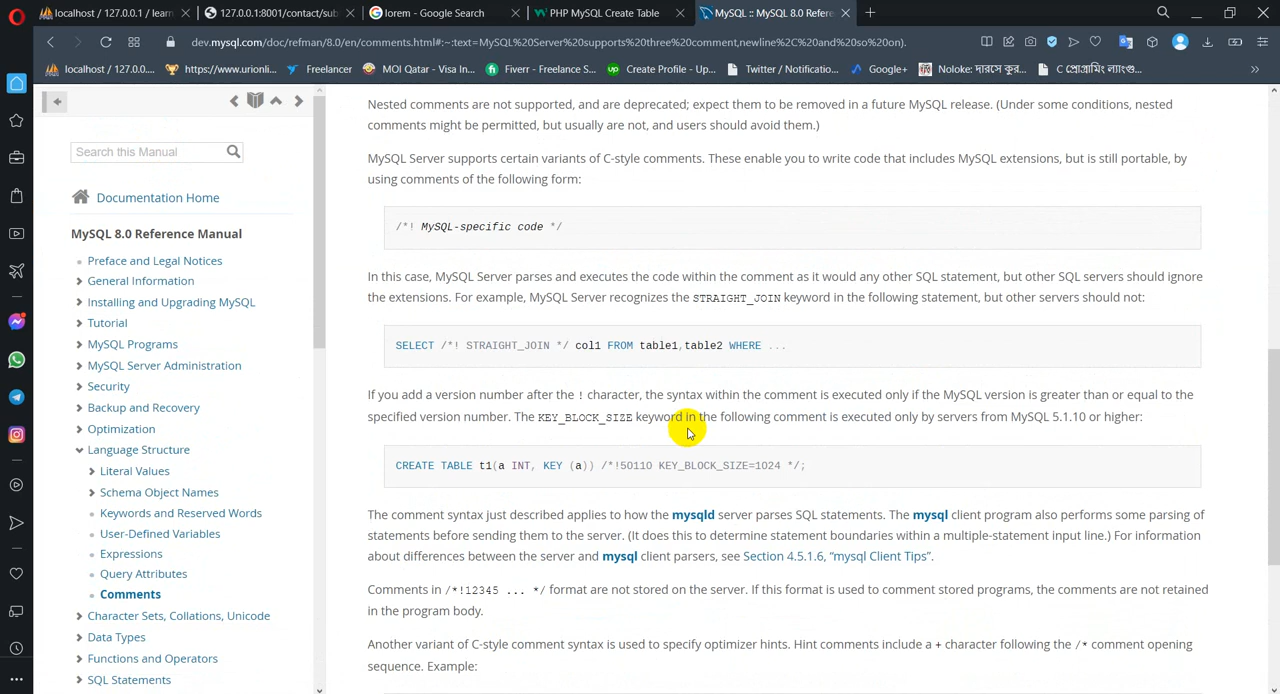 localhost / 127.0.0.1 / learn
127.0.0.1:8001/contact/sub
lorem - Google Search
PHP MySQL Create Table
MySQL :: MySQL 8.0 Refere
dev.mysql.com/doc/refman/8.0/en/comments.html#:~:text=MySQL%20Server%20supports%20three%20comment,newline%2C%20and%20so%20on).
localhost / 127.0.0....
https://www.urionli...
Freelancer
MOI Qatar - Visa In...
Fiverr - Freelance S...
Create Profile - Up...
Twitter / Notificatio...
Google+
Noloke: দারসে কুর...
C প্রোগ্রামিং ল্যাংগু...
Search this Manual
Documentation Home
MySQL 8.0 Reference Manual
Preface and Legal Notices
General Information
Installing and Upgrading MySQL
Tutorial
MySQL Programs
MySQL Server Administration
Security
Backup and Recovery
Optimization
Language Structure
Literal Values
Schema Object Names
Keywords and Reserved Words
User-Defined Variables
Expressions
Query Attributes
Comments
Character Sets, Collations, Unicode
Data Types
Functions and Operators
SQL Statements
Nested comments are not supported, and are deprecated; expect them to be removed in a future MySQL release. (Under some conditions, nested
comments might be permitted, but usually are not, and users should avoid them.)
MySQL Server supports certain variants of C-style comments. These enable you to write code that includes MySQL extensions, but is still portable, by
using comments of the following form:
/*! MySQL-specific code */
In this case, MySQL Server parses and executes the code within the comment as it would any other SQL statement, but other SQL servers should ignore
the extensions. For example, MySQL Server recognizes the STRAIGHT_JOIN keyword in the following statement, but other servers should not:
SELECT /*! STRAIGHT_JOIN */ col1 FROM table1,table2 WHERE ...
If you add a version number after the ! character, the syntax within the comment is executed only if the MySQL version is greater than or equal to the
specified version number. The KEY_BLOCK_SIZE keyword in the following comment is executed only by servers from MySQL 5.1.10 or higher:
CREATE TABLE t1(a INT, KEY (a)) /*!50110 KEY_BLOCK_SIZE=1024 */;
The comment syntax just described applies to how the mysqld server parses SQL statements. The mysql client program also performs some parsing of
statements before sending them to the server. (It does this to determine statement boundaries within a multiple-statement input line.) For information
about differences between the server and mysql client parsers, see Section 4.5.1.6, “mysql Client Tips”.
Comments in /*!12345 ... */ format are not stored on the server. If this format is used to comment stored programs, the comments are not retained
in the program body.
Another variant of C-style comment syntax is used to specify optimizer hints. Hint comments include a + character following the /* comment opening
sequence. Example: